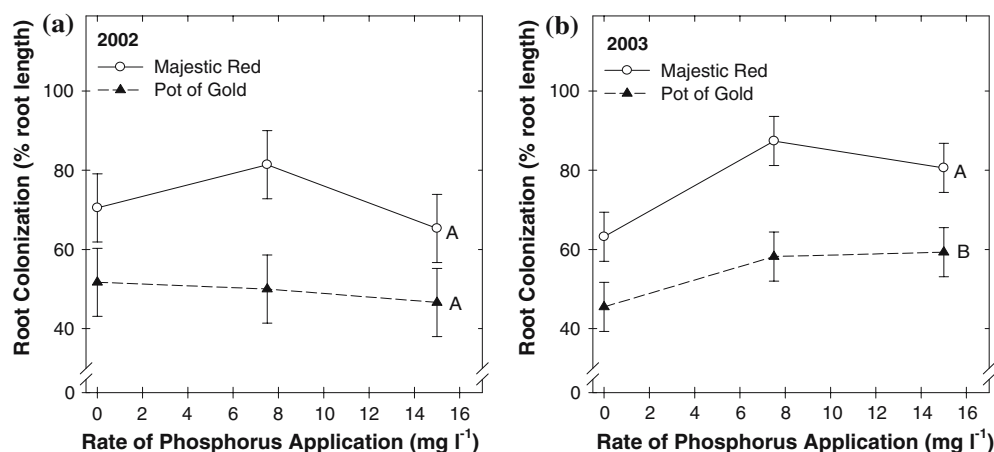 (a)
2002
Majestic Red
Pot of Gold
100
80
60
40
0
A
A
0 2 4 6 8 10 12 14 16
Rate of Phosphorus Application (mg l⁻¹)
Root Colonization (% root length)
(b)
2003
Majestic Red
Pot of Gold
100
80
60
40
0
A
B
0 2 4 6 8 10 12 14 16
Rate of Phosphorus Application (mg l⁻¹)
Root Colonization (% root length)